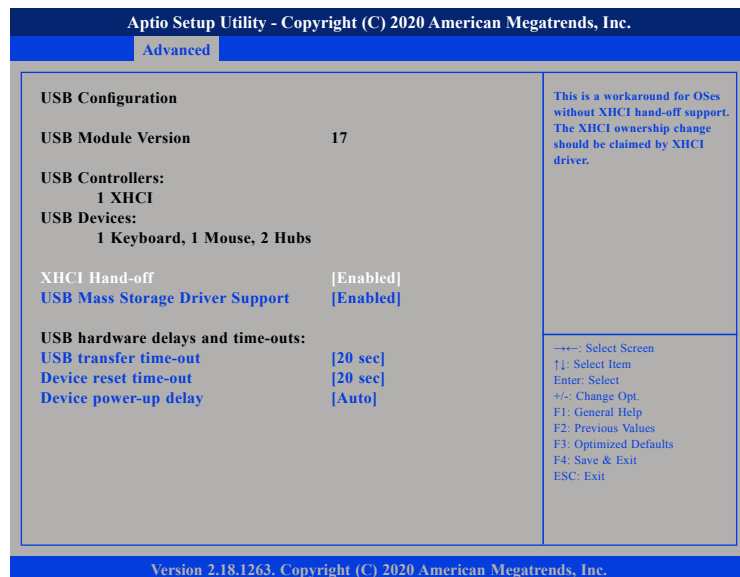 Aptio Setup Utility - Copyright (C) 2020 American Megatrends, Inc.
Advanced
USB Configuration
USB Module Version 17
USB Controllers:
1 XHCI
USB Devices:
1 Keyboard, 1 Mouse, 2 Hubs
XHCI Hand-off [Enabled]
USB Mass Storage Driver Support [Enabled]
USB hardware delays and time-outs:
USB transfer time-out [20 sec]
Device reset time-out [20 sec]
Device power-up delay [Auto]
This is a workaround for OSes
without XHCI hand-off support.
The XHCI ownership change
should be claimed by XHCI
driver.
→←: Select Screen
↑↓: Select Item
Enter: Select
+/-: Change Opt.
F1: General Help
F2: Previous Values
F3: Optimized Defaults
F4: Save & Exit
ESC: Exit
Version 2.18.1263. Copyright (C) 2020 American Megatrends, Inc.